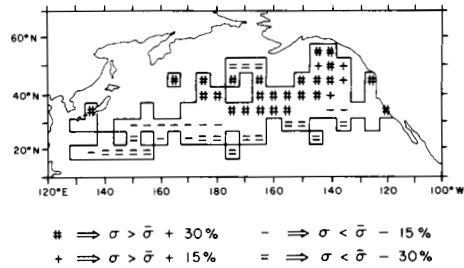 60°N
40°N
20°N
120°E 140 160 180 160 140 120 100°W
# ⟹ σ > σ̄ + 30% - ⟹ σ < σ̄ - 15%
+ ⟹ σ > σ̄ + 15% = ⟹ σ < σ̄ - 30%